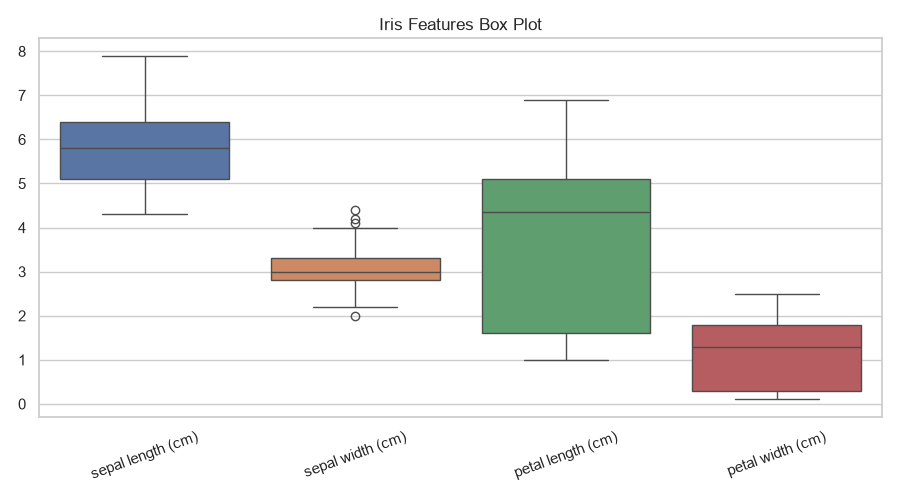 Iris Features Box Plot
8
7
6
5
4
3
2
1
0
sepal length (cm)
sepal width (cm)
petal length (cm)
petal width (cm)